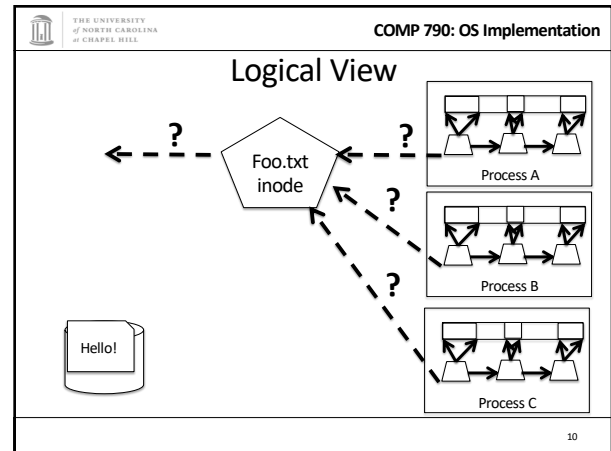 THE UNIVERSITY
of NORTH CAROLINA
at CHAPEL HILL
COMP 790: OS Implementation
Logical View
?
Foo.txt
inode
?
Process A
?
Process B
?
Process C
Hello!
10